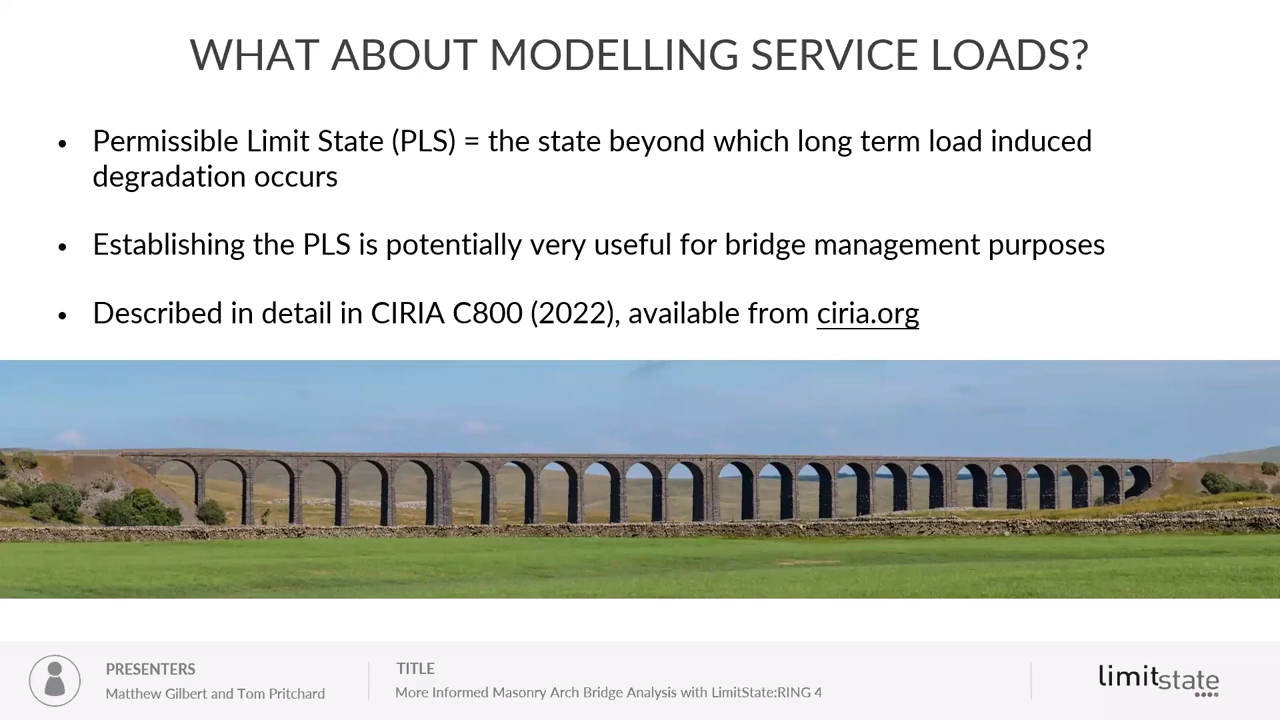 WHAT ABOUT MODELLING SERVICE LOADS?
• Permissible Limit State (PLS) = the state beyond which long term load induced
degradation occurs
• Establishing the PLS is potentially very useful for bridge management purposes
• Described in detail in CIRIA C800 (2022), available from ciria.org
PRESENTERS
Matthew Gilbert and Tom Pritchard
TITLE
More Informed Masonry Arch Bridge Analysis with LimitState:RING 4
limitstate